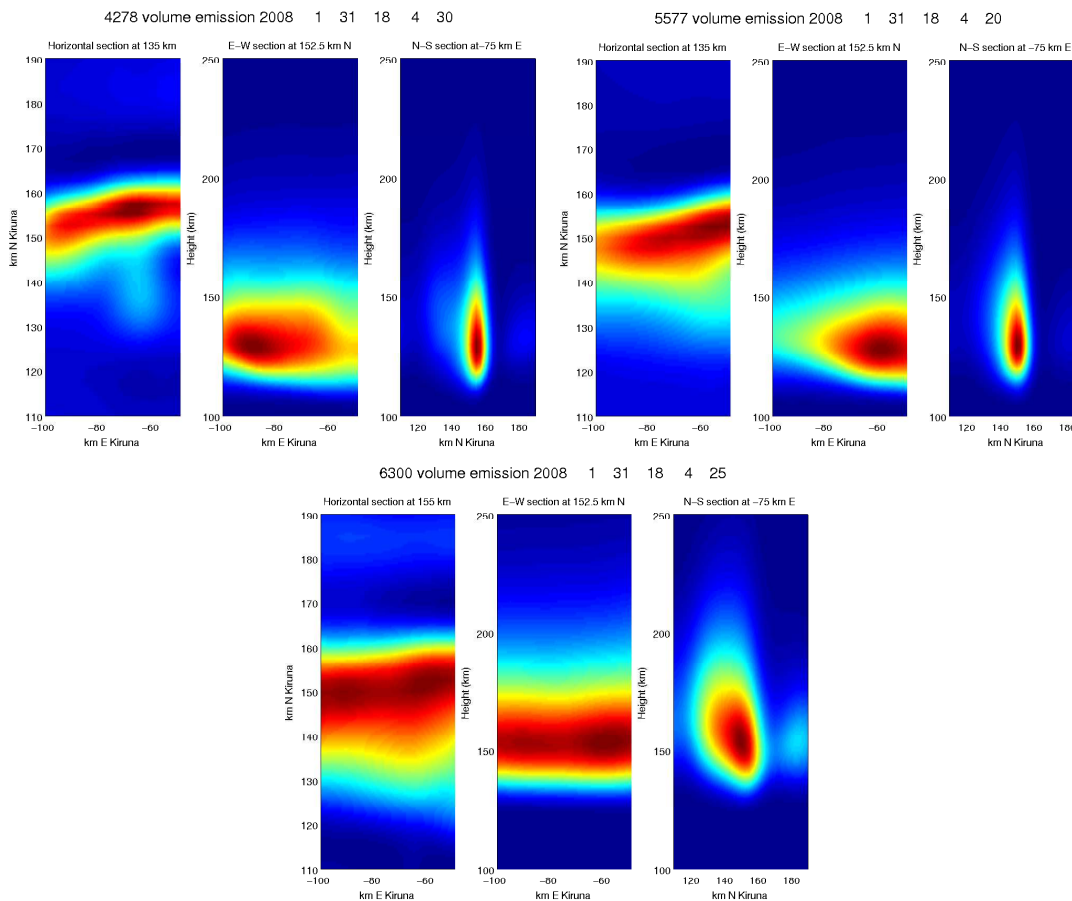 4278 volume emission 2008 1 31 18 4 30
Horizontal section at 135 km
E−W section at 152.5 km N
N−S section at−75 km E
190
180
170
160
150
140
130
120
110
km N Kiruna
−100 −80 −60
km E Kiruna
250
200
150
100
Height (km)
−100 −80 −60
km E Kiruna
250
200
150
100
Height (km)
120 140 160 180
km N Kiruna
5577 volume emission 2008 1 31 18 4 20
Horizontal section at 135 km
E−W section at 152.5 km N
N−S section at −75 km E
190
180
170
160
150
140
130
120
110
km N Kiruna
−100 −80 −60
km E Kiruna
250
200
150
100
Height (km)
−100 −80 −60
km E Kiruna
250
200
150
100
Height (km)
120 140 160 180
km N Kiruna
6300 volume emission 2008 1 31 18 4 25
Horizontal section at 155 km
E−W section at 152.5 km N
N−S section at −75 km E
190
180
170
160
150
140
130
120
110
km N Kiruna
−100 −80 −60
km E Kiruna
250
200
150
100
Height (km)
−100 −80 −60
km E Kiruna
250
200
150
100
Height (km)
120 140 160 180
km N Kiruna